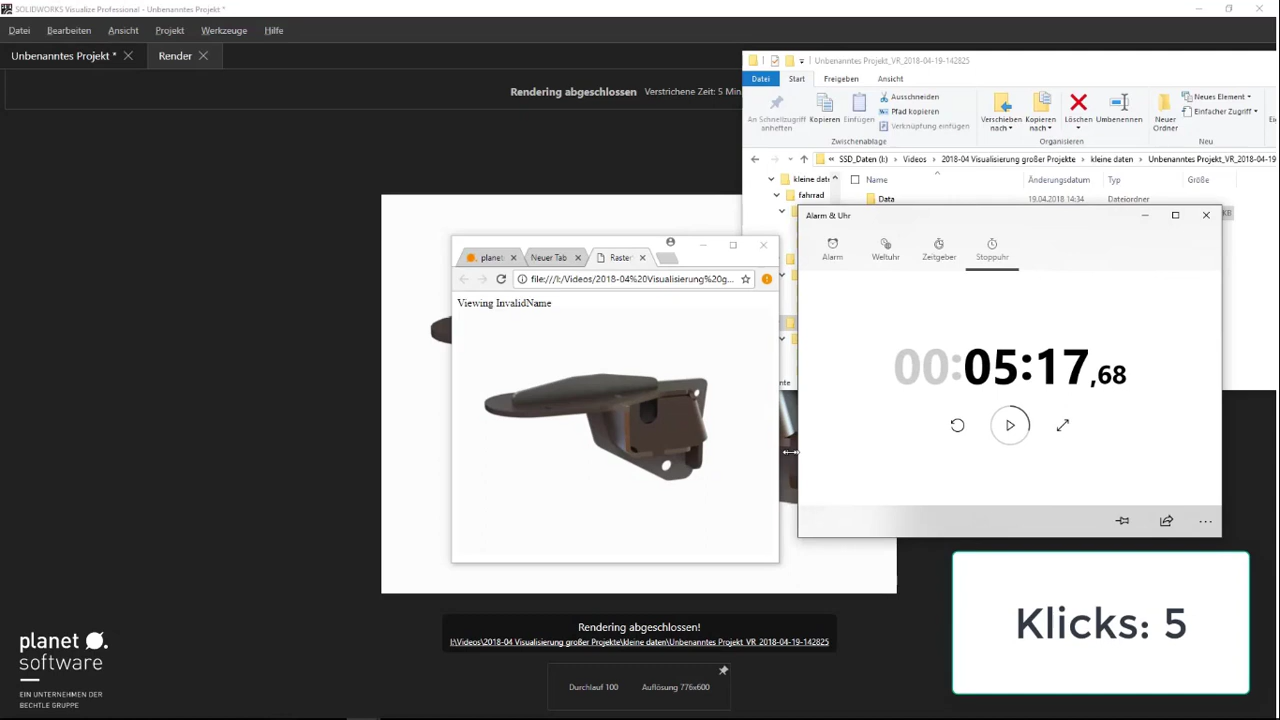 SOLIDWORKS Visualize Professional - Unbenanntes Projekt *
Datei Bearbeiten Ansicht Projekt Werkzeuge Hilfe
Unbenanntes Projekt * Render
Rendering abgeschlossen Verstrichene Zeit: 5 Min.
Unbenanntes Projekt_VR_2018-04-19-142825
Datei Start Freigeben Ansicht
An Schnellzugriff anheften
Kopieren
Einfügen
Ausschneiden
Pfad kopieren
Verknüpfung einfügen
Zwischenablage
Verschieben nach
Kopieren nach
Löschen
Umbenennen
Organisieren
Neuer Ordner
Neues Element
Einfacher Zugriff
Neu
« SSD_Daten (I:) > Videos > 2018-04 Visualisierung großer Projekte > kleine daten > Unbenanntes Projekt_VR_2018-04-19
kleine date
fahrrad
Name Änderungsdatum Typ Größe
Data 19.04.2018 14:34 Dateiordner
KB
Alarm & Uhr
Alarm Weltuhr Zeitgeber Stoppuhr
00:05:17,68
planet Neuer Tab Raster
file:///I:/Videos/2018-04%20Visualisierung%20g...
Viewing InvalidName
Klicks: 5
Rendering abgeschlossen!
I:\Videos\2018-04 Visualisierung großer Projekte\kleine daten\Unbenanntes Projekt_VR_2018-04-19-142825
Durchlauf 100 Auflösung 776x600
planet
software
EIN UNTERNEHMEN DER
BECHTLE GRUPPE